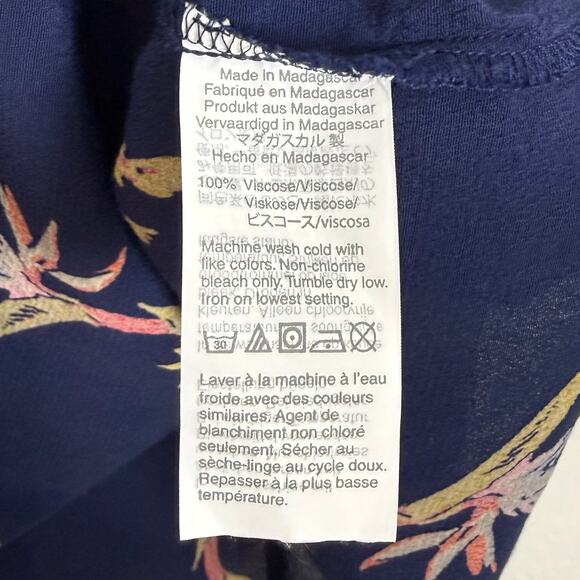 Made in Madagascar
Fabriqué en Madagascar
Produkt aus Madagaskar
Vervaardigd in Madagascar
マダガスカル 製
Hecho en Madagascar
100% Viscose/Viscose/
Viskose/Viscose/
ビスコース/viscosa
Machine wash cold with
like colors. Non-chlorine
bleach only. Tumble dry low.
Iron on lowest setting.
30
Laver à la machine à l'eau
froide avec des couleurs
similaires. Agent de
blanchiment non chloré
seulement. Sécher au
sèche-linge au cycle doux.
Repasser à la plus basse
température.